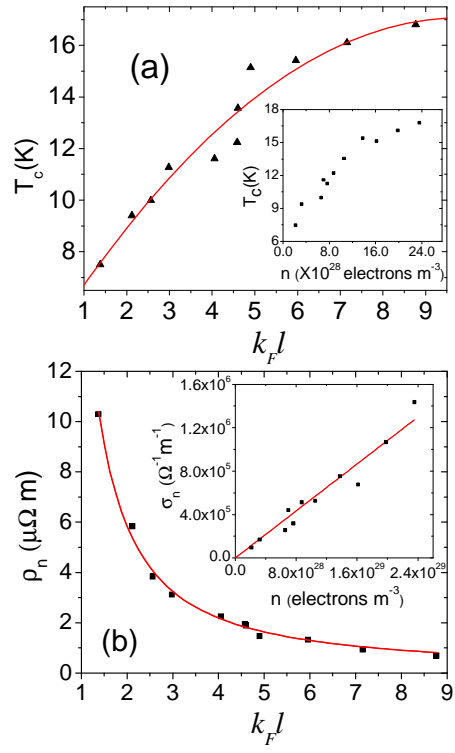 (a)
T_c(K)
16
14
12
10
8
1 2 3 4 5 6 7 8 9
k_F l
T_C(K)
18
15
12
9
6
0.0 6.0 12.0 18.0 24.0
n (X10^28 electrons m^-3)
(b)
ρ_n (μΩ m)
12
10
8
6
4
2
0
1 2 3 4 5 6 7 8 9
k_F l
σ_n (Ω^-1 m^-1)
1.6x10^6
1.2x10^6
8.0x10^5
4.0x10^5
0.0
0.0 8.0x10^28 1.6x10^29 2.4x10^29
n (electrons m^-3)